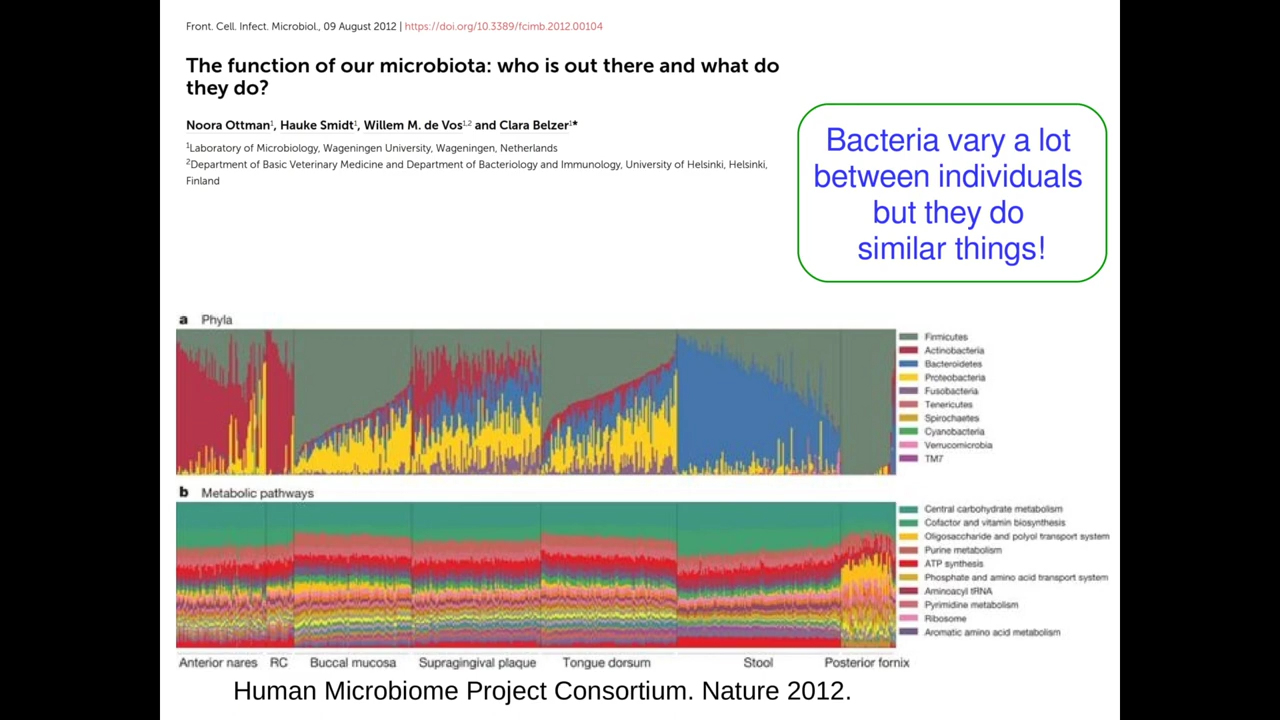 Front. Cell. Infect. Microbiol., 09 August 2012 | https://doi.org/10.3389/fcimb.2012.00104
The function of our microbiota: who is out there and what do
they do?
Noora Ottman1, Hauke Smidt1, Willem M. de Vos1,2 and Clara Belzer1*
1Laboratory of Microbiology, Wageningen University, Wageningen, Netherlands
2Department of Basic Veterinary Medicine and Department of Bacteriology and Immunology, University of Helsinki, Helsinki,
Finland
Bacteria vary a lot
between individuals
but they do
similar things!
a Phyla
Firmicutes
Actinobacteria
Bacteroidetes
Proteobacteria
Fusobacteria
Tenericutes
Spirochaetes
Cyanobacteria
Verrucomicrobia
TM7
b Metabolic pathways
Central carbohydrate metabolism
Cofactor and vitamin biosynthesis
Oligosaccharide and polyol transport system
Purine metabolism
ATP synthesis
Phosphate and amino acid transport system
Aminoacyl tRNA
Pyrimidine metabolism
Ribosome
Aromatic amino acid metabolism
Anterior nares RC Buccal mucosa Supragingival plaque Tongue dorsum Stool Posterior fornix
Human Microbiome Project Consortium. Nature 2012.